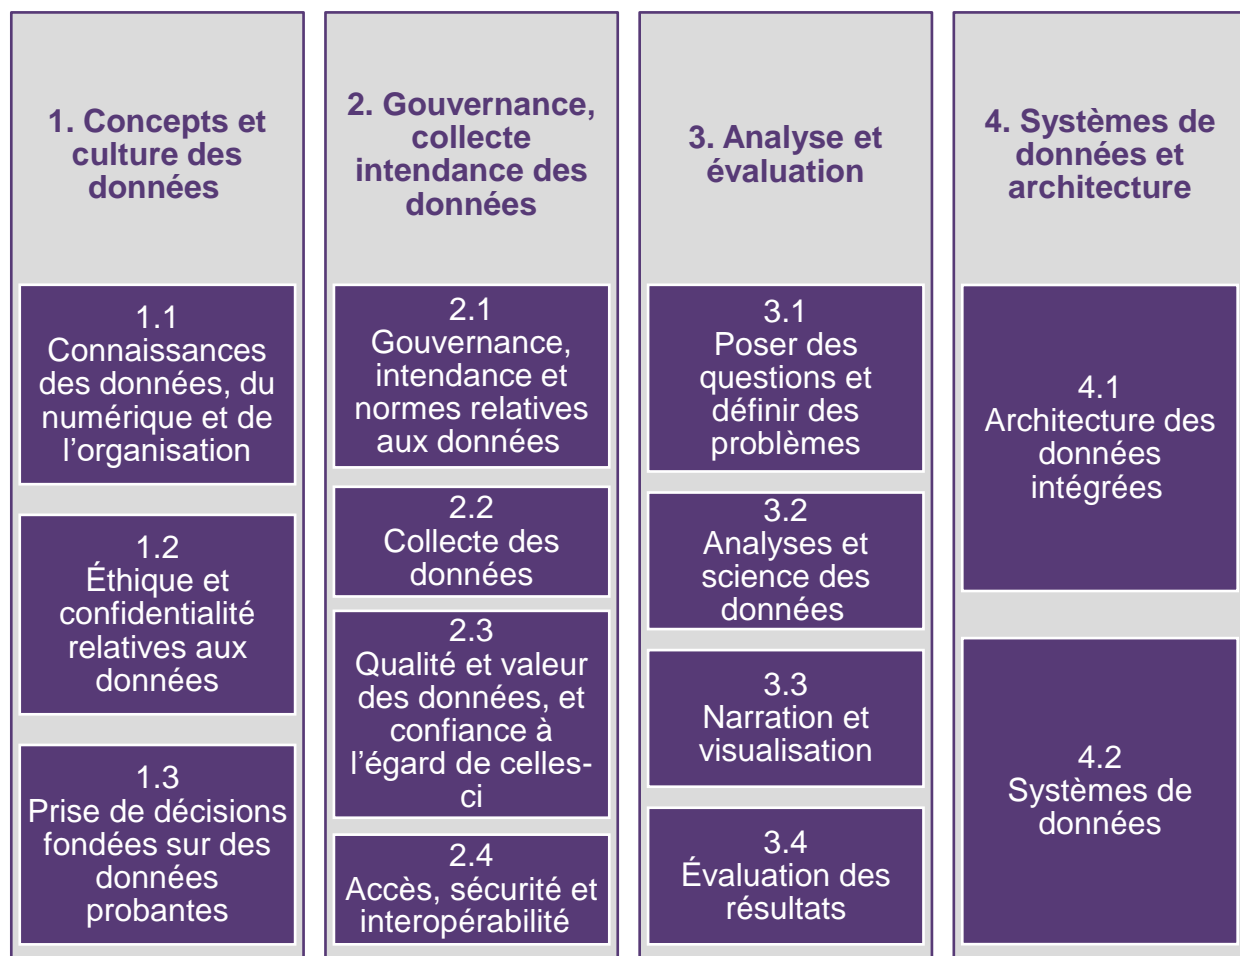 1. Concepts et
culture des
données
1.1
Connaissances
des données, du
numérique et de
l’organisation
1.2
Éthique et
confidentialité
relatives aux
données
1.3
Prise de décisions
fondées sur des
données
probantes
2. Gouvernance,
collecte
intendance des
données
2.1
Gouvernance,
intendance et
normes relatives
aux données
2.2
Collecte des
données
2.3
Qualité et valeur
des données, et
confiance à
l’égard de celles-
ci
2.4
Accès, sécurité et
interopérabilité
3. Analyse et
évaluation
3.1
Poser des
questions et
définir des
problèmes
3.2
Analyses et
science des
données
3.3
Narration et
visualisation
3.4
Évaluation des
résultats
4. Systèmes de
données et
architecture
4.1
Architecture des
données
intégrées
4.2
Systèmes de
données